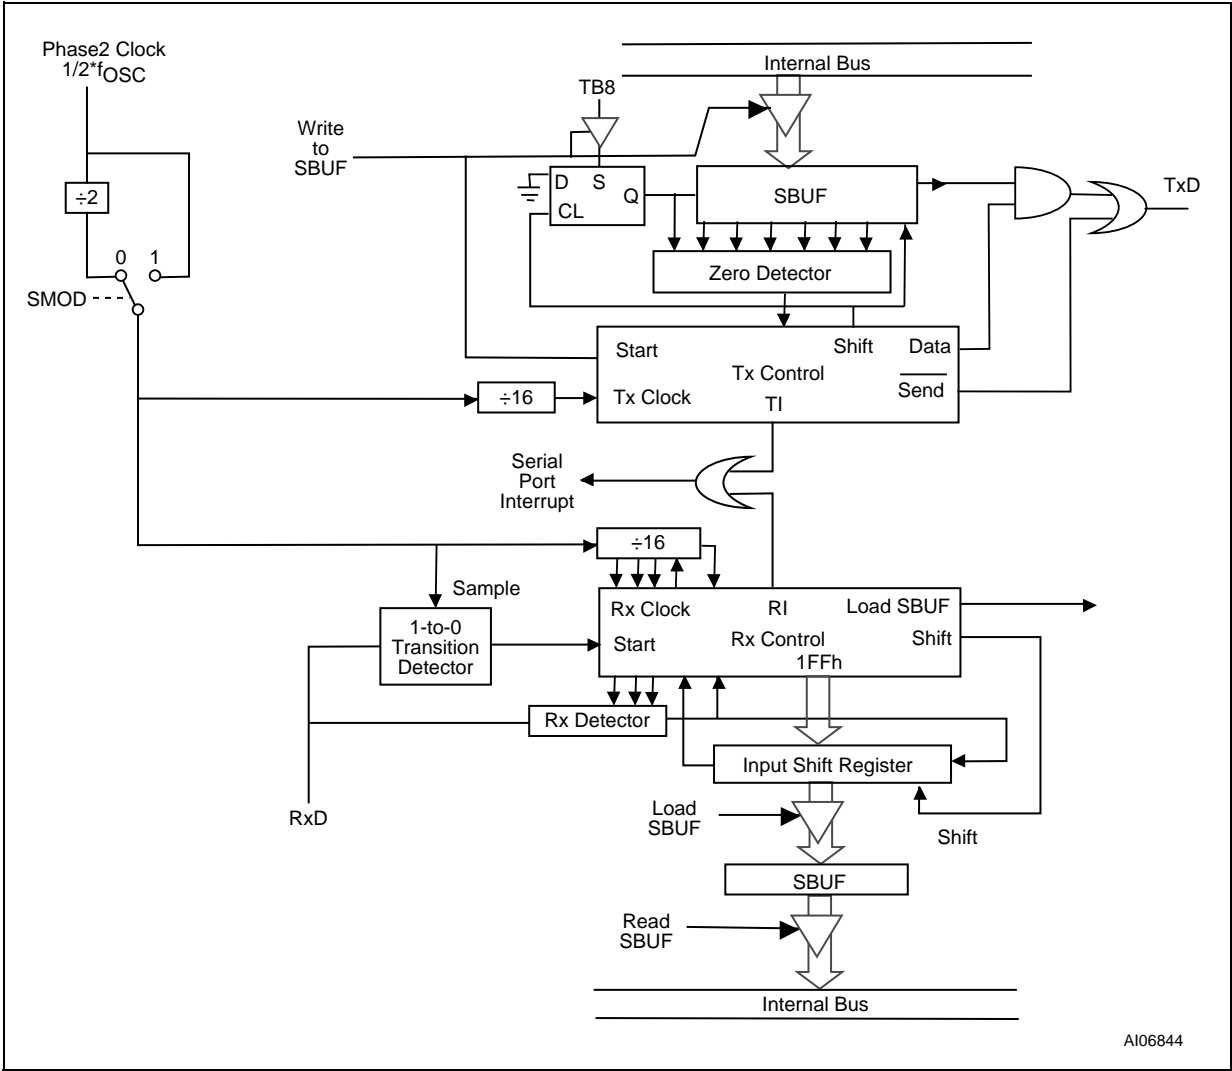 Phase2 Clock
1/2*fOSC
÷2
0 1
SMOD
Write
to
SBUF
TB8
Internal Bus
D S
Q
CL
SBUF
TxD
Zero Detector
Start
Shift
Data
Tx Control
Send
Tx Clock
TI
÷16
Serial
Port
Interrupt
÷16
Sample
1-to-0
Transition
Detector
Rx Clock
RI
Load SBUF
Start
Rx Control
Shift
1FFh
Rx Detector
Input Shift Register
RxD
Load
SBUF
Shift
SBUF
Read
SBUF
Internal Bus
AI06844